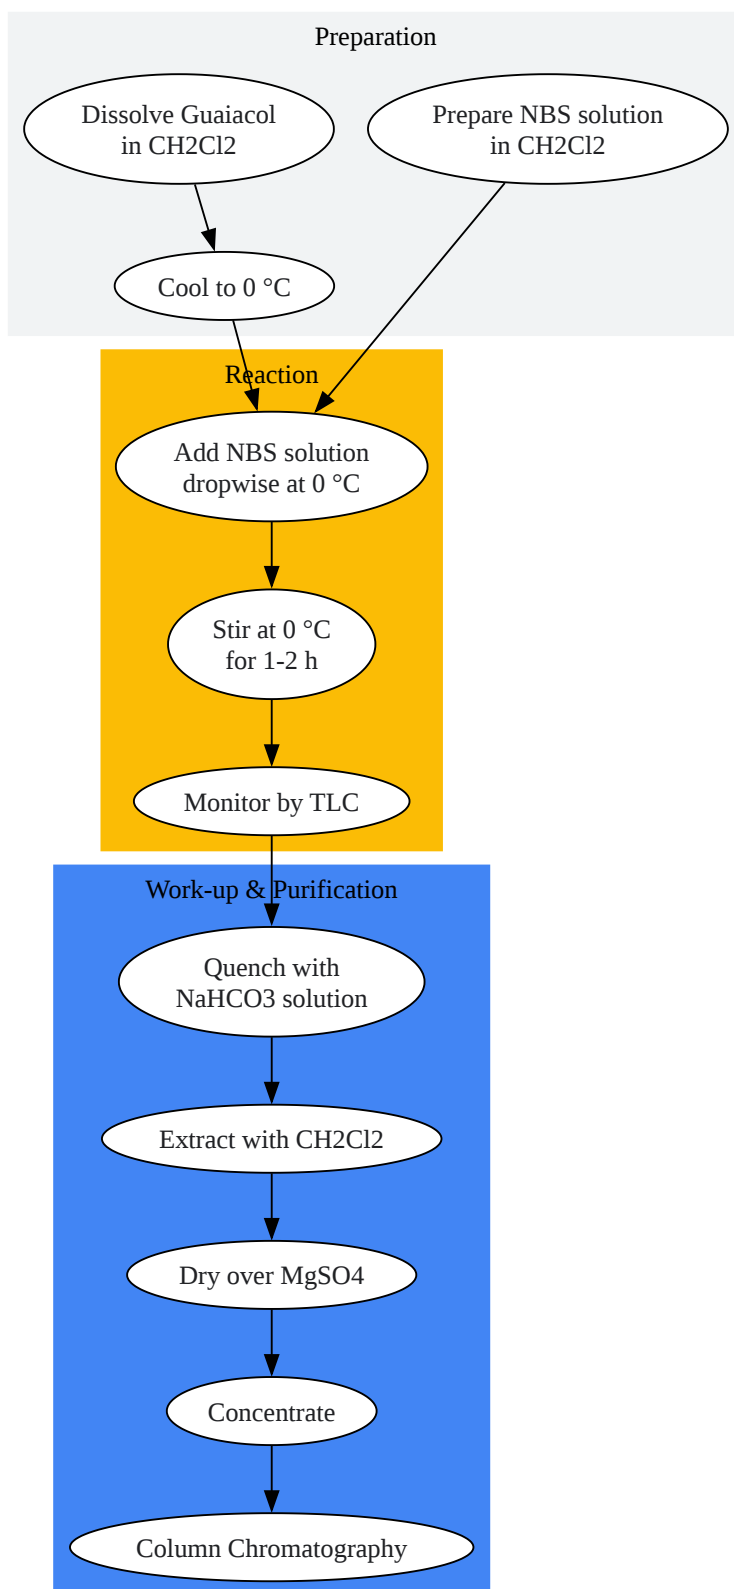 Preparation
Dissolve Guaiacol
in CH2Cl2
Prepare NBS solution
in CH2Cl2
Cool to 0 °C
Reaction
Add NBS solution
dropwise at 0 °C
Stir at 0 °C
for 1-2 h
Monitor by TLC
Work-up & Purification
Quench with
NaHCO3 solution
Extract with CH2Cl2
Dry over MgSO4
Concentrate
Column Chromatography